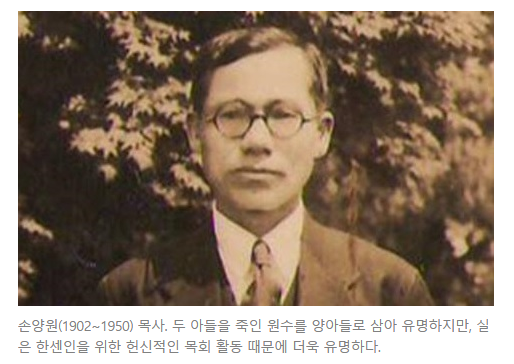 손양원(1902~1950) 목사. 두 아들을 죽인 원수를 양아들로 삼아 유명하지만, 실
은 한센인을 위한 헌신적인 목회 활동 때문에 더욱 유명하다.